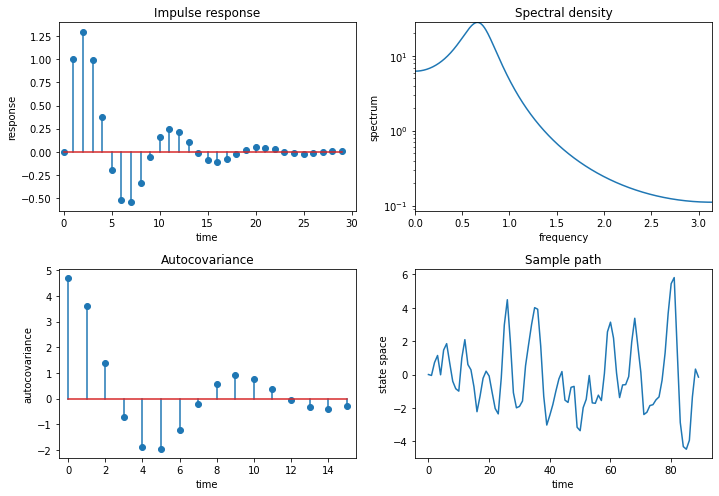 Impulse response
response
1.25
1.00
0.75
0.50
0.25
0.00
−0.25
−0.50
0 5 10 15 20 25 30
time
Spectral density
spectrum
10^1
10^0
10^−1
0.0 0.5 1.0 1.5 2.0 2.5 3.0
frequency
Autocovariance
autocovariance
5
4
3
2
1
0
−1
−2
0 2 4 6 8 10 12 14
time
Sample path
state space
6
4
2
0
−2
−4
0 20 40 60 80
time